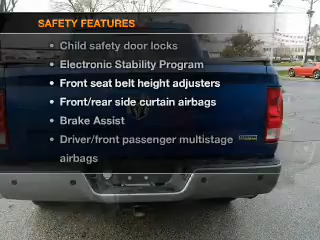 SAFETY FEATURES
• Child safety door locks
• Electronic Stability Program
• Front seat belt height adjusters
• Front/rear side curtain airbags
• Brake Assist
• Driver/front passenger multistage
airbags